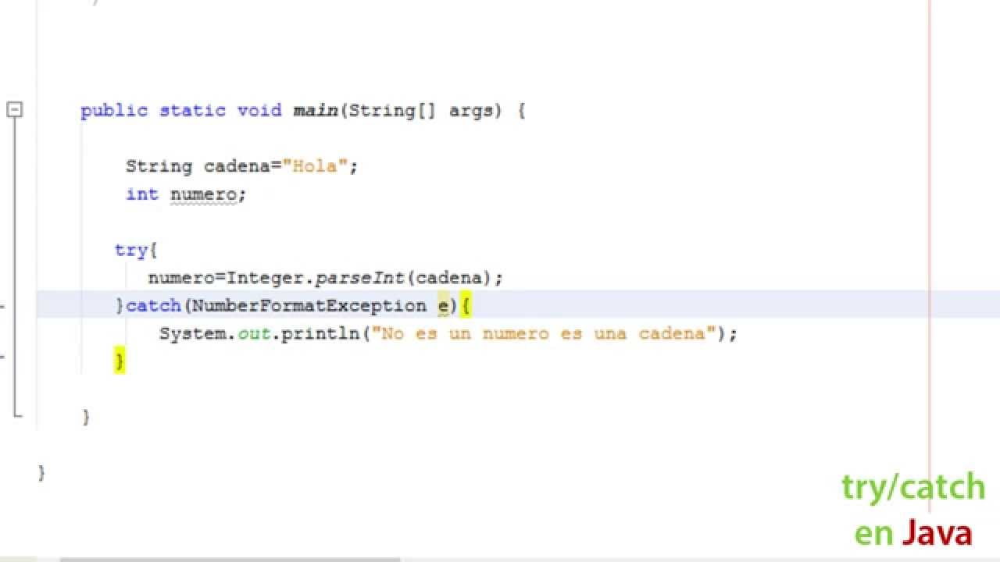 public static void main(String[] args) {
String cadena="Hola";
int numero;
try{
numero=Integer.parseInt(cadena);
}catch(NumberFormatException e){
System.out.println("No es un numero es una cadena");
}
}
}
try/catch
en Java